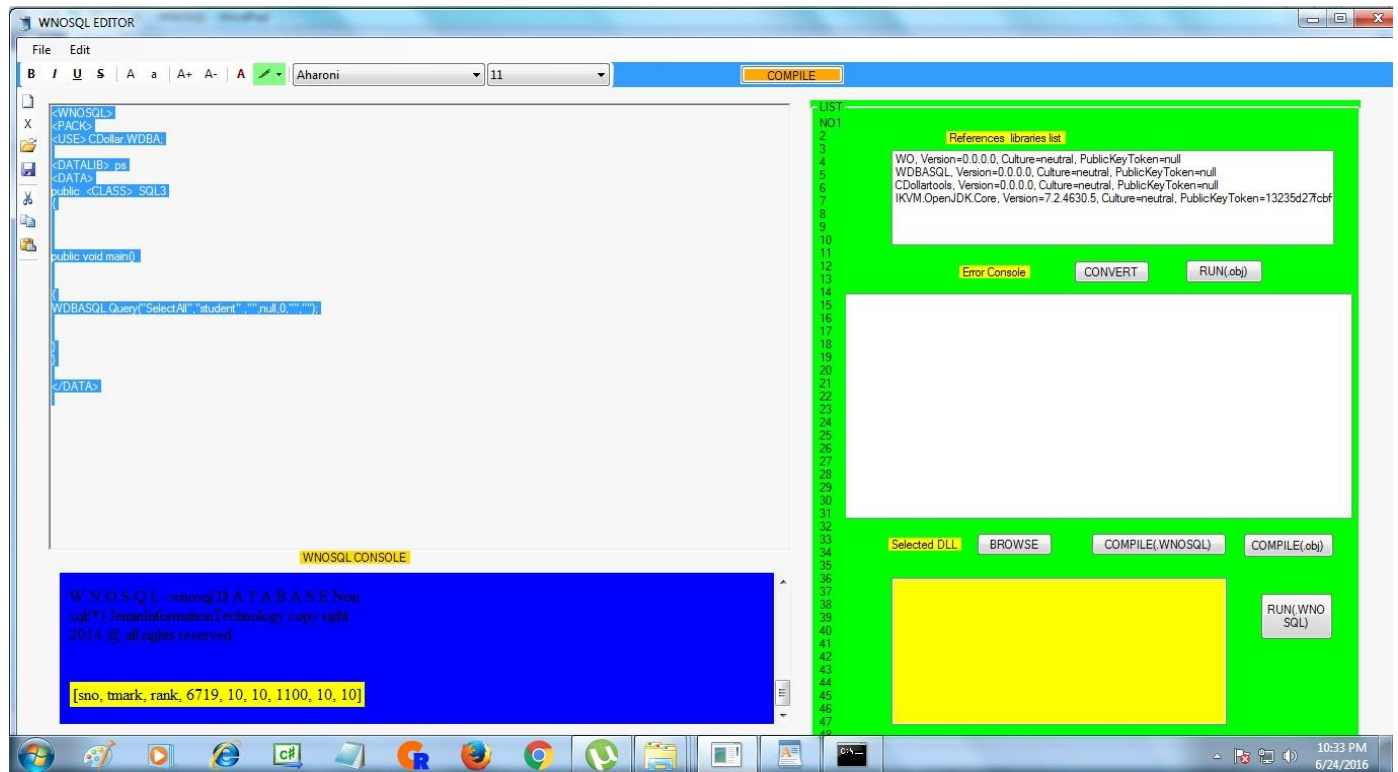 WNOSQL EDITOR
File Edit
B I U S A a A+ A- A Aharoni 11 COMPILE
<WNOSQL>
<PACK>
<USE> CDollar.WDBA;
<DATALIB> ps
<DATA>
public <CLASS> SQL3
{
public void main()
{
WDBASQL.Query("SelectAll","student" ,"",null,0,"","");
}
}
</DATA>
WNOSQL CONSOLE
W N O S Q L -wnosql D A T A B A S E Non
sql(*) JeminInformationTechnology copy right
2014 @ all rights reserved
[sno, tmark, rank, 6719, 10, 10, 1100, 10, 10]
LIST
NO1
2
3
4
5
6
7
8
9
10
11
12
13
14
15
16
17
18
19
20
21
22
23
24
25
26
27
28
29
30
31
32
33
34
35
36
37
38
39
40
41
42
43
44
45
46
47
48
References libraries list
WO, Version=0.0.0.0, Culture=neutral, PublicKeyToken=null
WDBASQL, Version=0.0.0.0, Culture=neutral, PublicKeyToken=null
CDollartools, Version=0.0.0.0, Culture=neutral, PublicKeyToken=null
IKVM.OpenJDK.Core, Version=7.2.4630.5, Culture=neutral, PublicKeyToken=13235d27fcbf
Error Console CONVERT RUN(.obj)
Selected DLL BROWSE COMPILE(.WNOSQL) COMPILE(.obj)
RUN(.WNO
SQL)
10:33 PM
6/24/2016